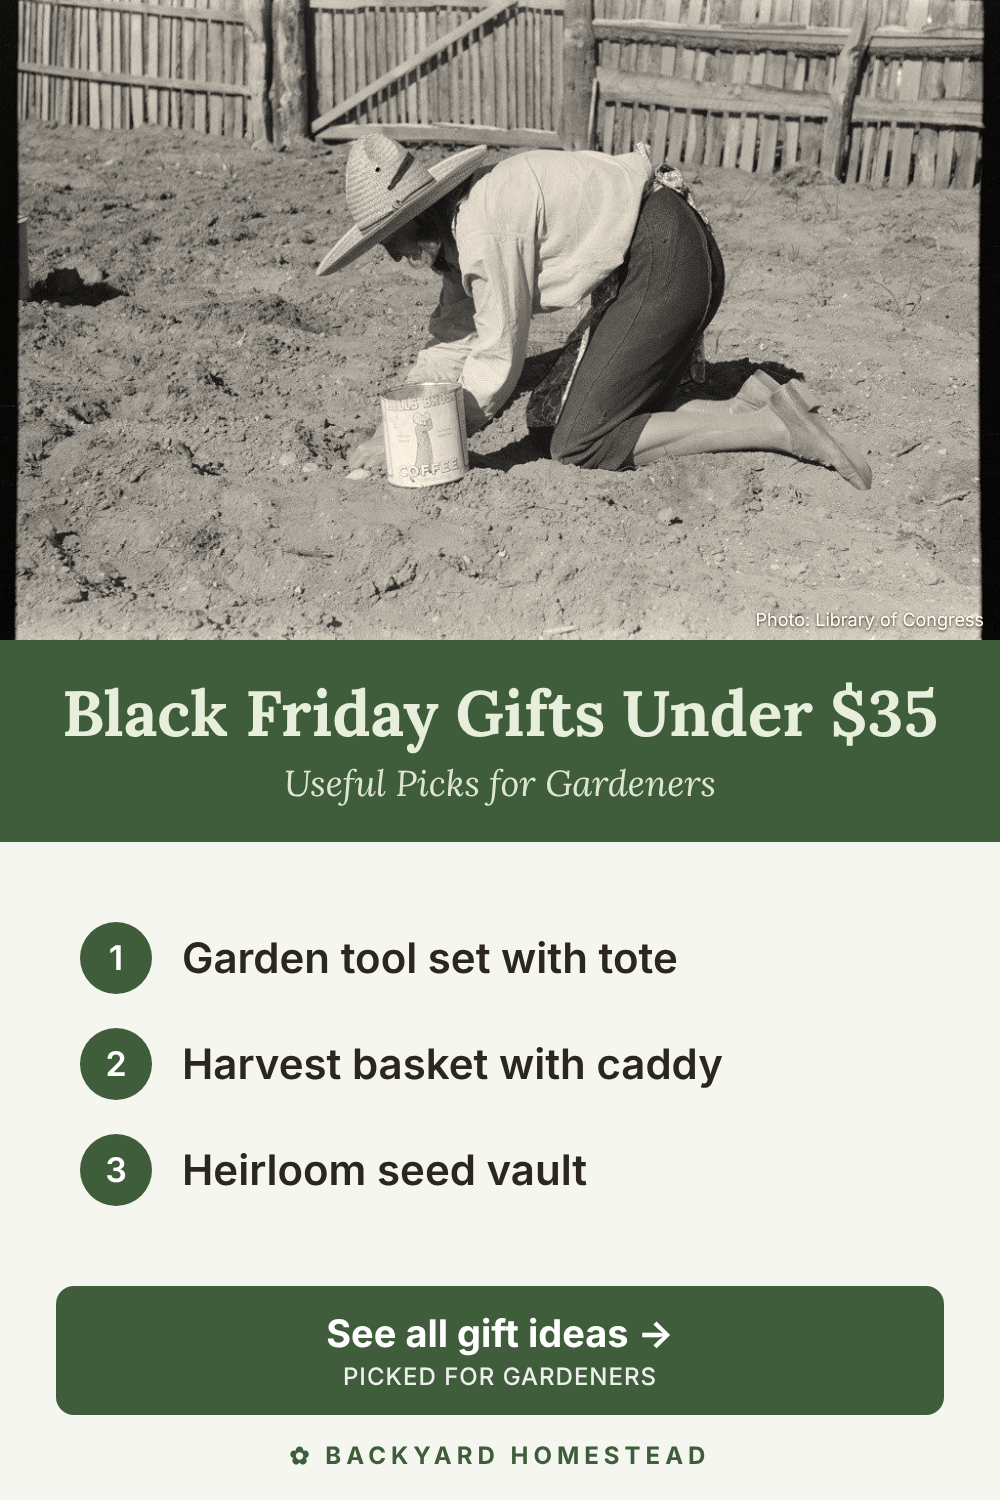 HILLS BROS
COFFEE
Photo: Library of Congress
Black Friday Gifts Under $35
Useful Picks for Gardeners
1 Garden tool set with tote
2 Harvest basket with caddy
3 Heirloom seed vault
See all gift ideas →
PICKED FOR GARDENERS
✿ BACKYARD HOMESTEAD